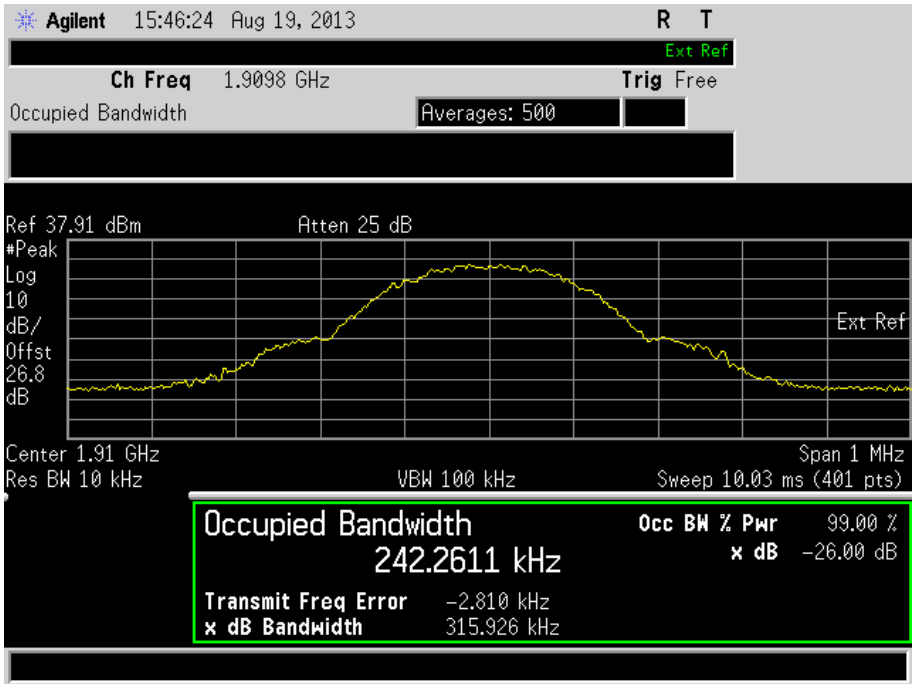 Agilent 15:46:24 Aug 19, 2013 R T
Ext Ref
Ch Freq 1.9098 GHz Trig Free
Occupied Bandwidth Averages: 500
Ref 37.91 dBm Atten 25 dB
#Peak
Log
10
dB/
Offst
26.8
dB
Ext Ref
Center 1.91 GHz Span 1 MHz
Res BW 10 kHz VBW 100 kHz Sweep 10.03 ms (401 pts)
Occupied Bandwidth Occ BW % Pwr 99.00 %
242.2611 kHz x dB -26.00 dB
Transmit Freq Error -2.810 kHz
x dB Bandwidth 315.926 kHz